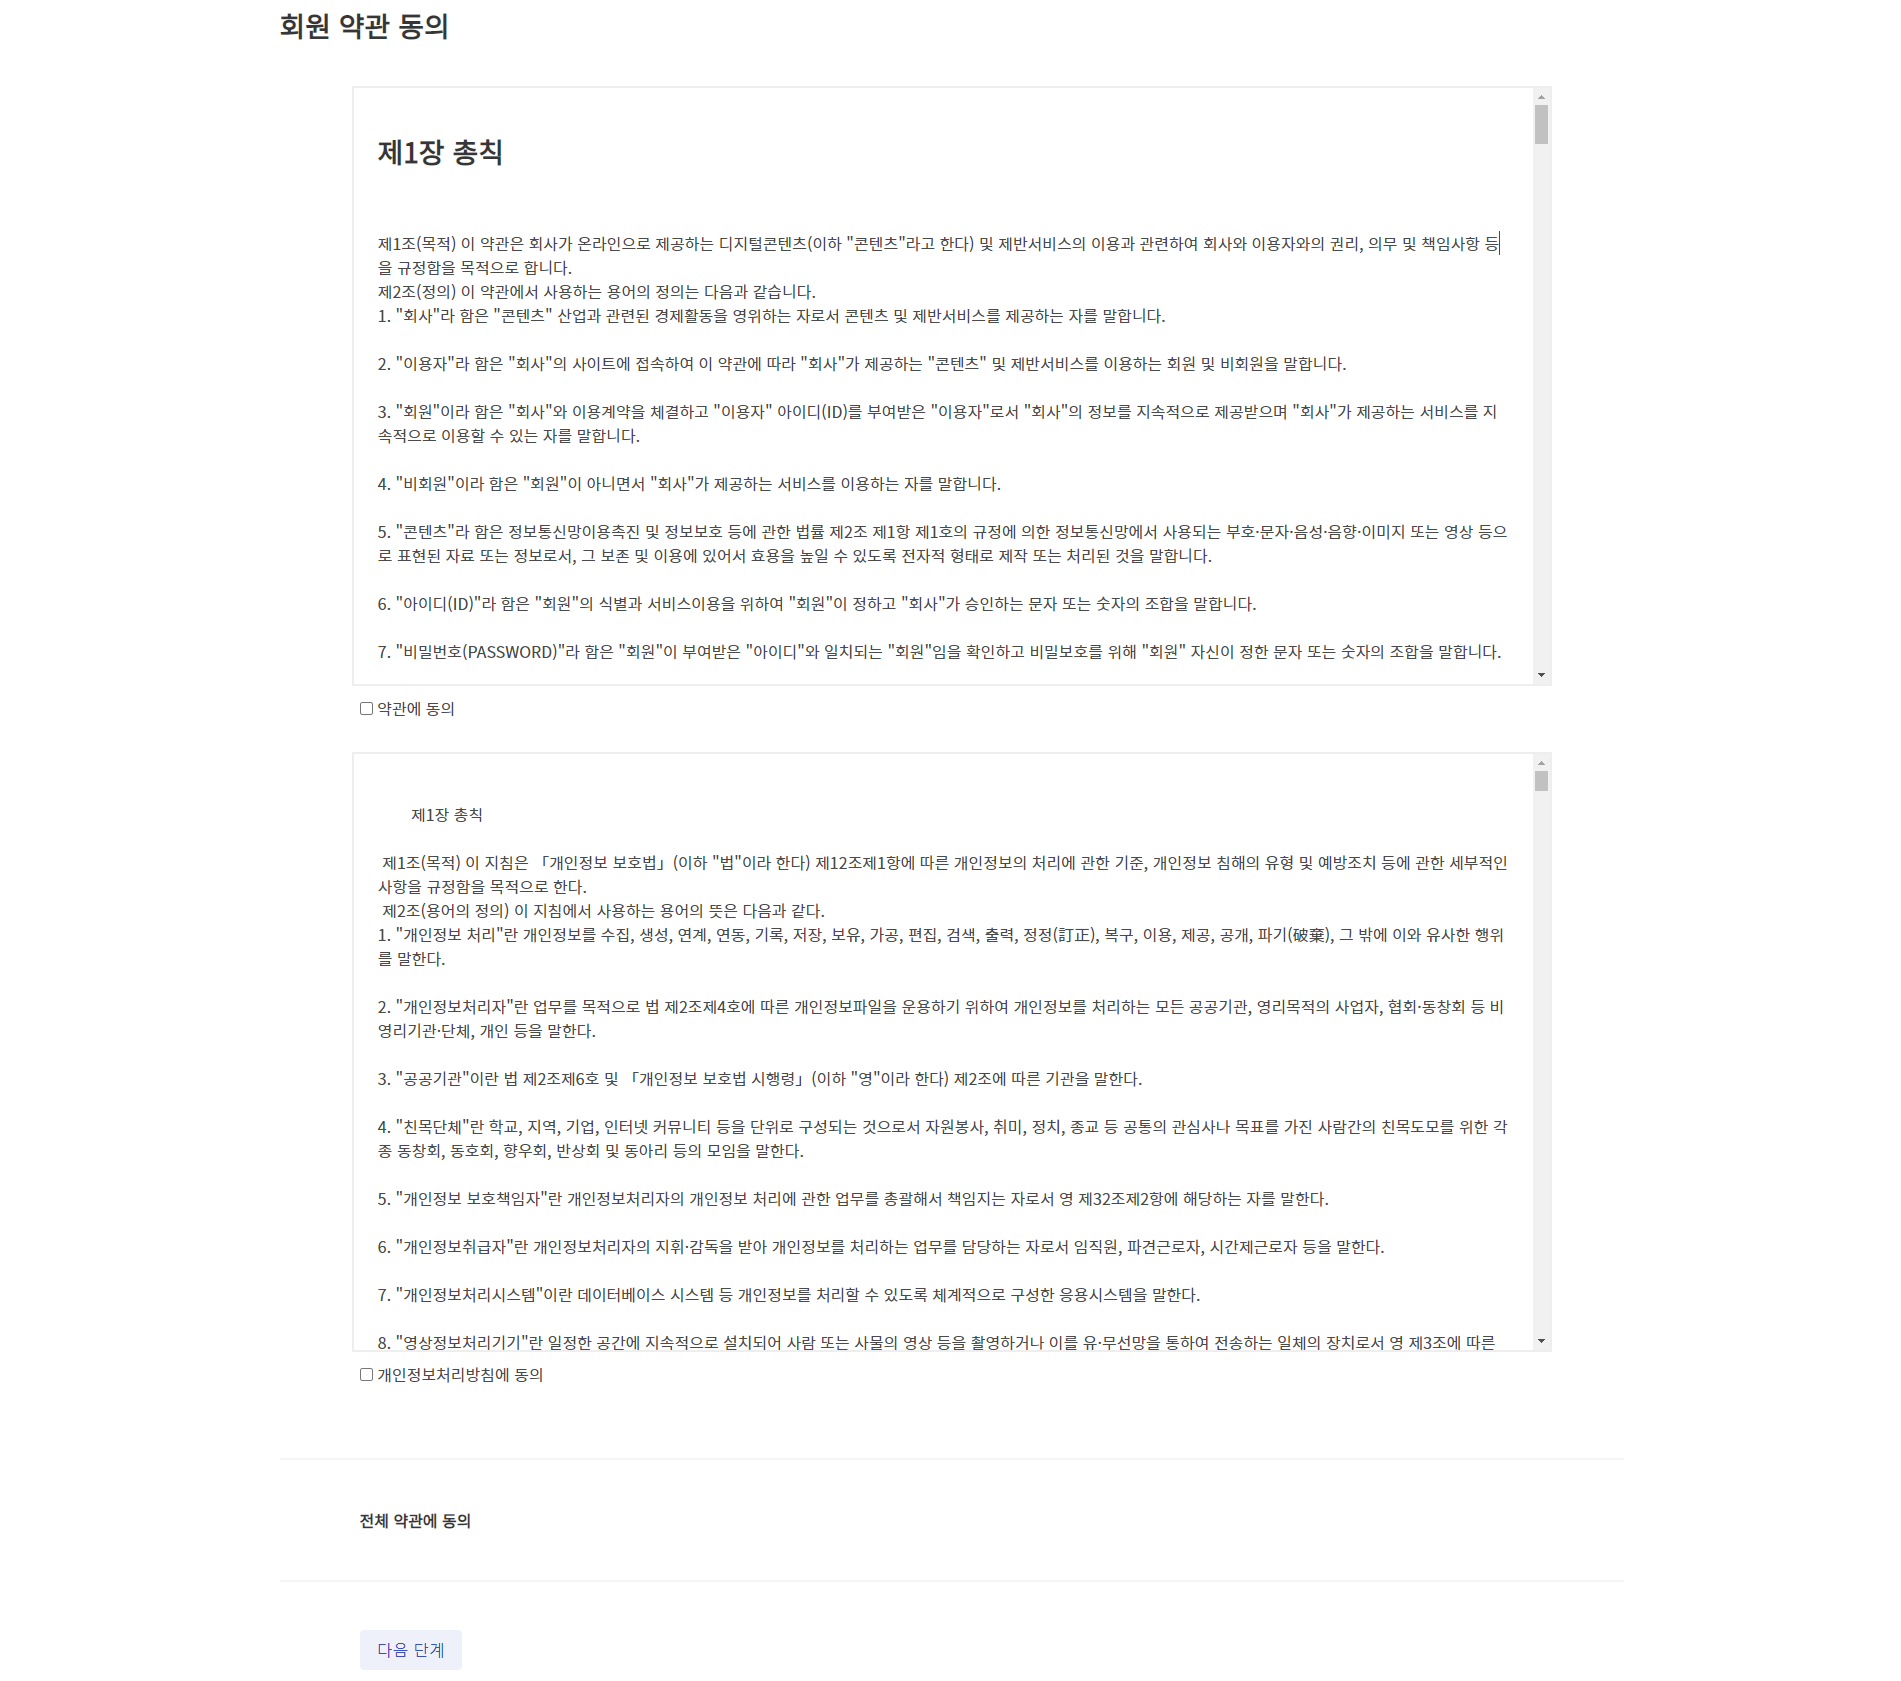 회원 약관 동의
제1장 총칙
제1조(목적) 이 약관은 회사가 온라인으로 제공하는 디지털콘텐츠(이하 "콘텐츠"라고 한다) 및 제반서비스의 이용과 관련하여 회사와 이용자와의 권리, 의무 및 책임사항 등
을 규정함을 목적으로 합니다.
제2조(정의) 이 약관에서 사용하는 용어의 정의는 다음과 같습니다.
1. "회사"라 함은 "콘텐츠" 산업과 관련된 경제활동을 영위하는 자로서 콘텐츠 및 제반서비스를 제공하는 자를 말합니다.
2. "이용자"라 함은 "회사"의 사이트에 접속하여 이 약관에 따라 "회사"가 제공하는 "콘텐츠" 및 제반서비스를 이용하는 회원 및 비회원을 말합니다.
3. "회원"이라 함은 "회사"와 이용계약을 체결하고 "이용자" 아이디(ID)를 부여받은 "이용자"로서 "회사"의 정보를 지속적으로 제공받으며 "회사"가 제공하는 서비스를 지
속적으로 이용할 수 있는 자를 말합니다.
4. "비회원"이라 함은 "회원"이 아니면서 "회사"가 제공하는 서비스를 이용하는 자를 말합니다.
5. "콘텐츠"라 함은 정보통신망이용촉진 및 정보보호 등에 관한 법률 제2조 제1항 제1호의 규정에 의한 정보통신망에서 사용되는 부호·문자·음성·음향·이미지 또는 영상 등으
로 표현된 자료 또는 정보로서, 그 보존 및 이용에 있어서 효용을 높일 수 있도록 전자적 형태로 제작 또는 처리된 것을 말합니다.
6. "아이디(ID)"라 함은 "회원"의 식별과 서비스이용을 위하여 "회원"이 정하고 "회사"가 승인하는 문자 또는 숫자의 조합을 말합니다.
7. "비밀번호(PASSWORD)"라 함은 "회원"이 부여받은 "아이디"와 일치되는 "회원"임을 확인하고 비밀보호를 위해 "회원" 자신이 정한 문자 또는 숫자의 조합을 말합니다.
약관에 동의
제1장 총칙
제1조(목적) 이 지침은 「개인정보 보호법」(이하 "법"이라 한다) 제12조제1항에 따른 개인정보의 처리에 관한 기준, 개인정보 침해의 유형 및 예방조치 등에 관한 세부적인
사항을 규정함을 목적으로 한다.
제2조(용어의 정의) 이 지침에서 사용하는 용어의 뜻은 다음과 같다.
1. "개인정보 처리"란 개인정보를 수집, 생성, 연계, 연동, 기록, 저장, 보유, 가공, 편집, 검색, 출력, 정정(訂正), 복구, 이용, 제공, 공개, 파기(破棄), 그 밖에 이와 유사한 행위
를 말한다.
2. "개인정보처리자"란 업무를 목적으로 법 제2조제4호에 따른 개인정보파일을 운용하기 위하여 개인정보를 처리하는 모든 공공기관, 영리목적의 사업자, 협회·동창회 등 비
영리기관·단체, 개인 등을 말한다.
3. "공공기관"이란 법 제2조제6호 및 「개인정보 보호법 시행령」(이하 "영"이라 한다) 제2조에 따른 기관을 말한다.
4. "친목단체"란 학교, 지역, 기업, 인터넷 커뮤니티 등을 단위로 구성되는 것으로서 자원봉사, 취미, 정치, 종교 등 공통의 관심사나 목표를 가진 사람간의 친목도모를 위한 각
종 동창회, 동호회, 향우회, 반상회 및 동아리 등의 모임을 말한다.
5. "개인정보 보호책임자"란 개인정보처리자의 개인정보 처리에 관한 업무를 총괄해서 책임지는 자로서 영 제32조제2항에 해당하는 자를 말한다.
6. "개인정보취급자"란 개인정보처리자의 지휘·감독을 받아 개인정보를 처리하는 업무를 담당하는 자로서 임직원, 파견근로자, 시간제근로자 등을 말한다.
7. "개인정보처리시스템"이란 데이터베이스 시스템 등 개인정보를 처리할 수 있도록 체계적으로 구성한 응용시스템을 말한다.
8. "영상정보처리기기"란 일정한 공간에 지속적으로 설치되어 사람 또는 사물의 영상 등을 촬영하거나 이를 유·무선망을 통하여 전송하는 일체의 장치로서 영 제3조에 따른
개인정보처리방침에 동의
전체 약관에 동의
다음 단계